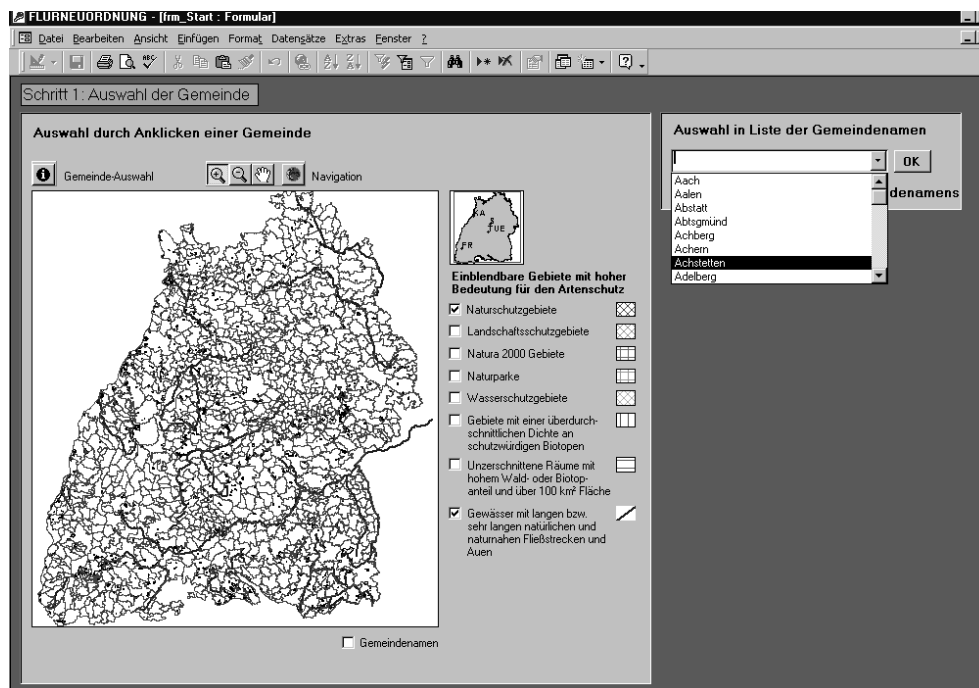 FLURNEUORDNUNG - [frm_Start : Formular]
Datei Bearbeiten Ansicht Einfügen Format Datensätze Extras Fenster ?
Schritt 1: Auswahl der Gemeinde
Auswahl durch Anklicken einer Gemeinde
Gemeinde-Auswahl
Navigation
KA
UE
FR
Einblendbare Gebiete mit hoher
Bedeutung für den Artenschutz
Naturschutzgebiete
Landschaftsschutzgebiete
Natura 2000 Gebiete
Naturparke
Wasserschutzgebiete
Gebiete mit einer überdurch-
schnittlichen Dichte an
schutzwürdigen Biotopen
Unzerschnittene Räume mit
hohem Wald- oder Biotop-
anteil und über 100 km² Fläche
Gewässer mit langen bzw.
sehr langen natürlichen und
naturnahen Fließstrecken und
Auen
Gemeindenamen
Auswahl in Liste der Gemeindenamen
OK
Aach
Aalen
Abstatt
Abtsgmünd
Achberg
Achern
Achstetten
Adelberg
denamens